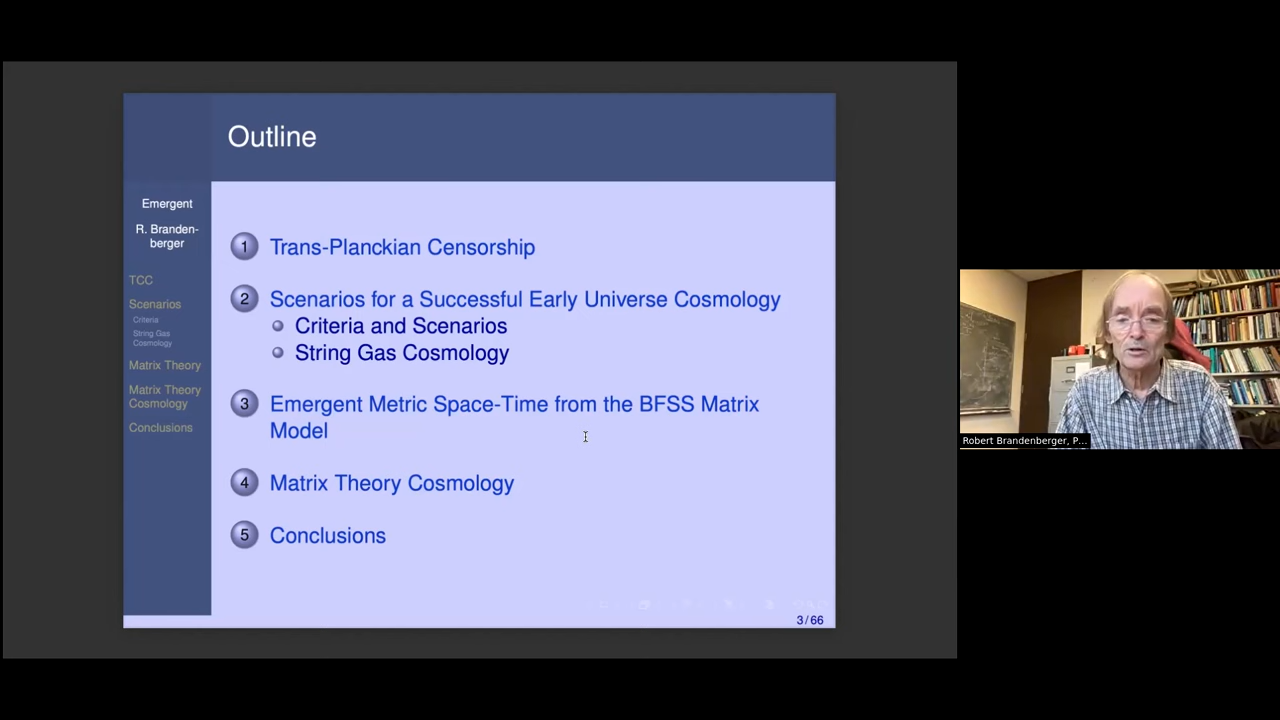 Outline
Emergent
R. Branden-
berger
TCC
Scenarios
Criteria
String Gas
Cosmology
Matrix Theory
Matrix Theory
Cosmology
Conclusions
1 Trans-Planckian Censorship
2 Scenarios for a Successful Early Universe Cosmology
Criteria and Scenarios
String Gas Cosmology
3 Emergent Metric Space-Time from the BFSS Matrix
Model
4 Matrix Theory Cosmology
5 Conclusions
3/66
Robert Brandenberger, P...